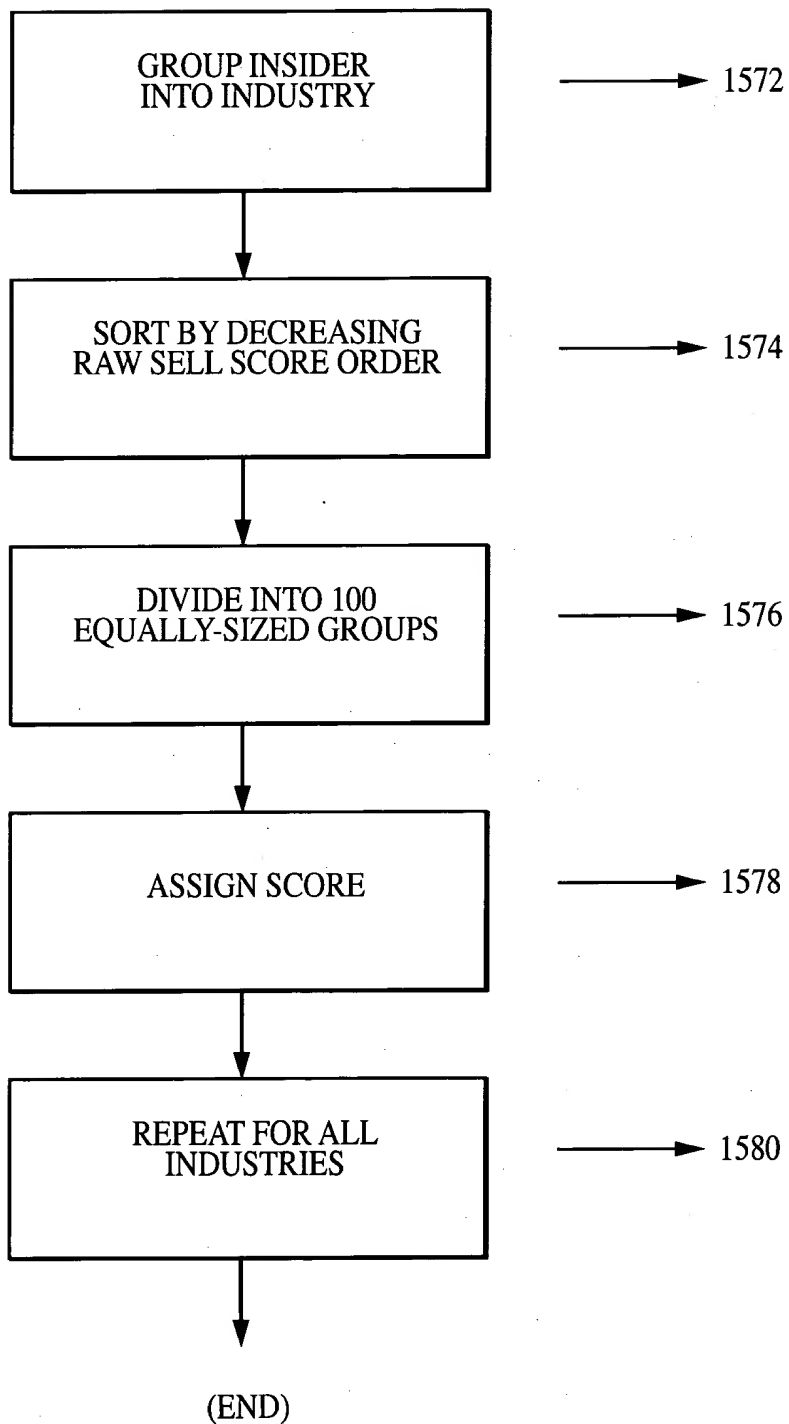 GROUP INSIDER
INTO INDUSTRY
1572
SORT BY DECREASING
RAW SELL SCORE ORDER
1574
DIVIDE INTO 100
EQUALLY-SIZED GROUPS
1576
ASSIGN SCORE
1578
REPEAT FOR ALL
INDUSTRIES
1580
(END)